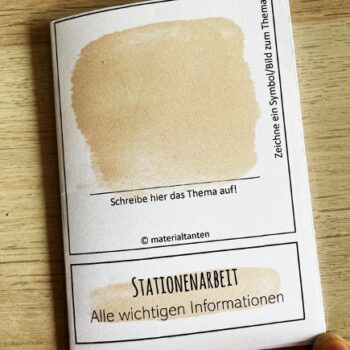 Zeichne ein Symbol/Bild zum Thema
Schreibe hier das Thema auf!
© materialtanten
STATIONENARBEIT
Alle wichtigen Informationen